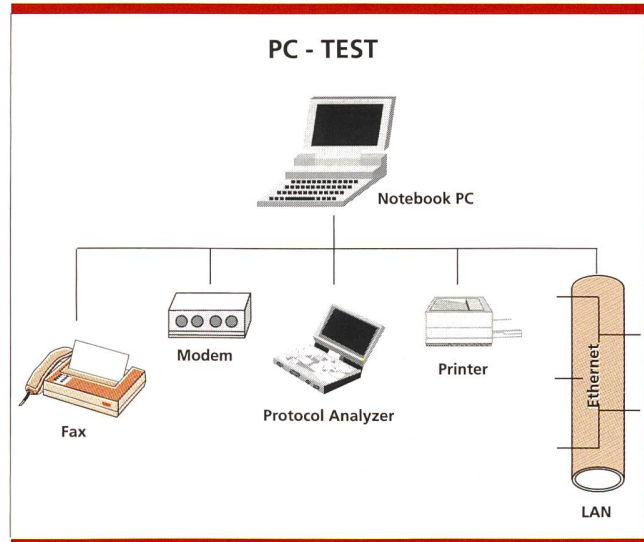 PC - TEST
Notebook PC
Modem
Printer
Ethernet
Protocol Analyzer
Fax
LAN